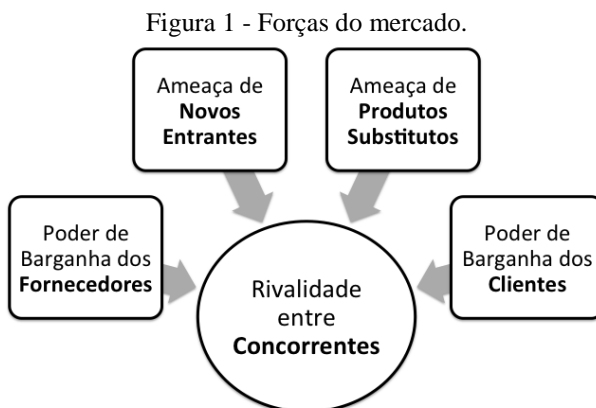 Figura 1 - Forças do mercado.
Ameaça de
Novos
Entrantes
Ameaça de
Produtos
Substitutos
Poder de
Barganha dos
Fornecedores
Rivalidade
entre
Concorrentes
Poder de
Barganha dos
Clientes